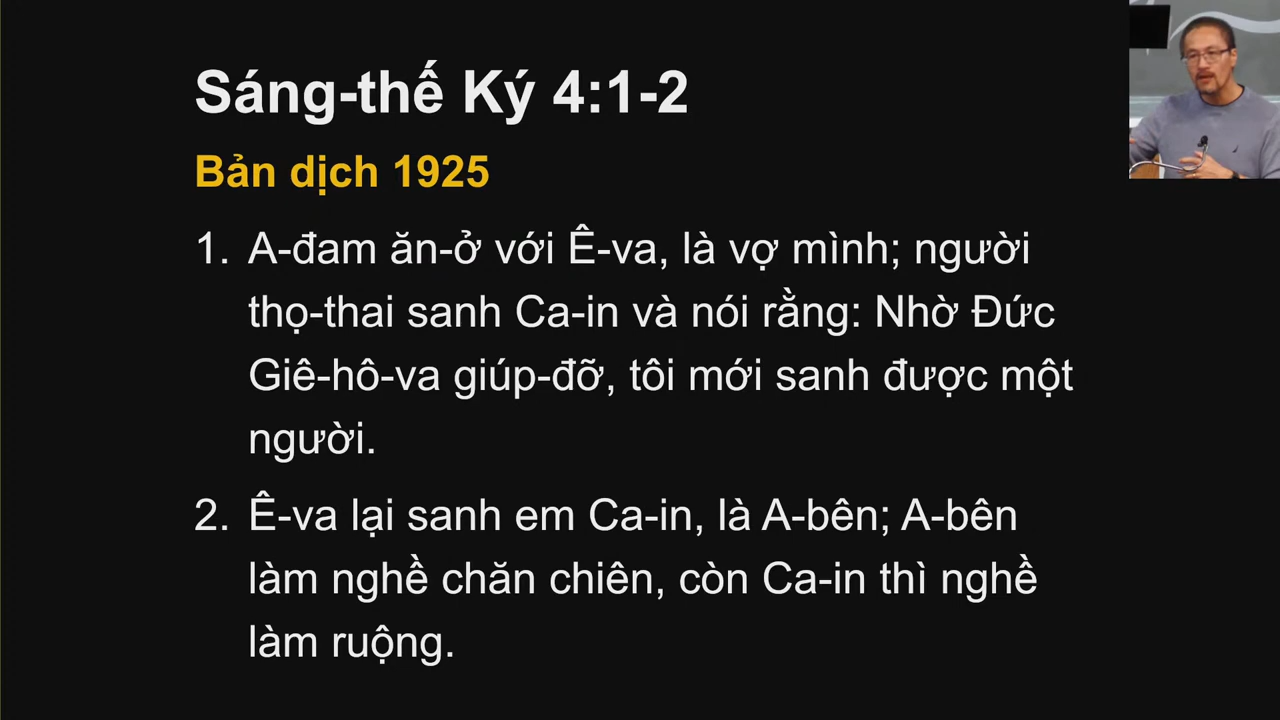 Sáng-thế Ký 4:1-2
Bản dịch 1925
1. A-đam ăn-ở với Ê-va, là vợ mình; người
thọ-thai sanh Ca-in và nói rằng: Nhờ Đức
Giê-hô-va giúp-đỡ, tôi mới sanh được một
người.
2. Ê-va lại sanh em Ca-in, là A-bên; A-bên
làm nghề chăn chiên, còn Ca-in thì nghề
làm ruộng.